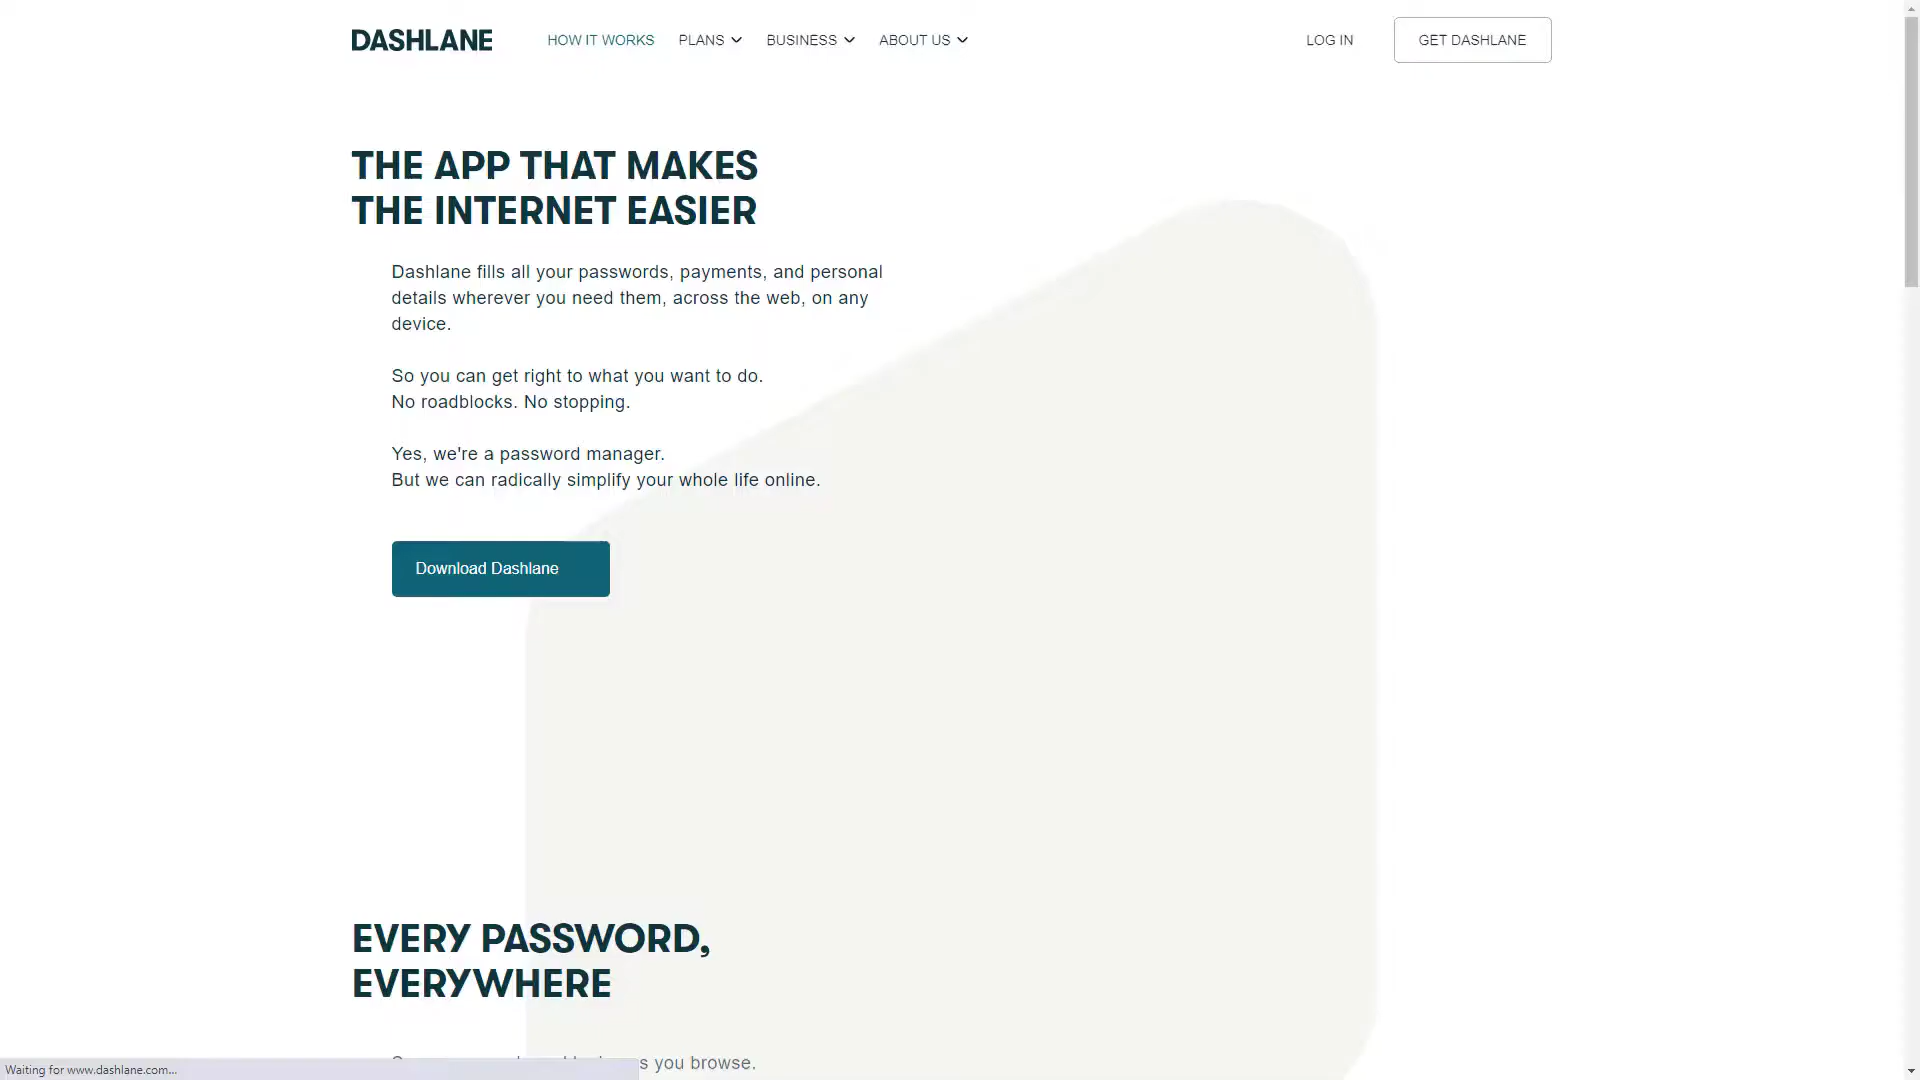 DASHLANE
HOW IT WORKS
PLANS
BUSINESS
ABOUT US
LOG IN
GET DASHLANE
THE APP THAT MAKES
THE INTERNET EASIER
Dashlane fills all your passwords, payments, and personal
details wherever you need them, across the web, on any
device.
So you can get right to what you want to do.
No roadblocks. No stopping.
Yes, we're a password manager.
But we can radically simplify your whole life online.
Download Dashlane
EVERY PASSWORD,
EVERYWHERE
s you browse.
Waiting for www.dashlane.com...